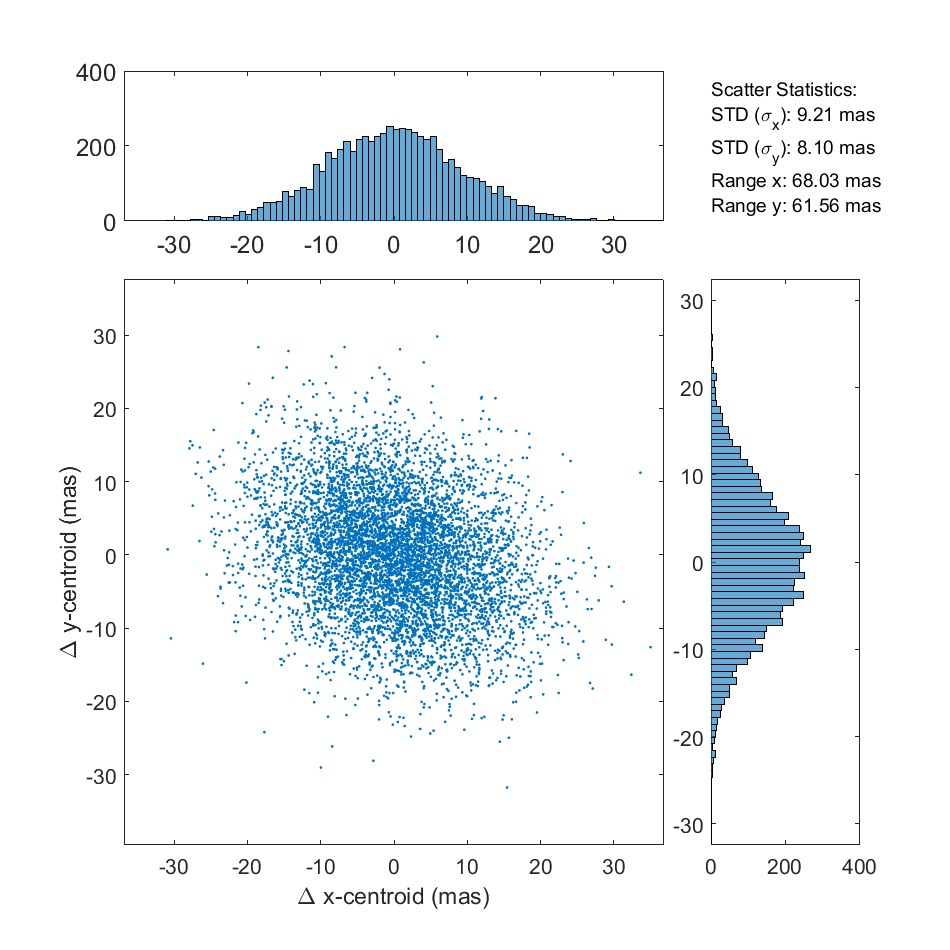 400
200
0
-30 -20 -10 0 10 20 30
Scatter Statistics:
STD (σx): 9.21 mas
STD (σy): 8.10 mas
Range x: 68.03 mas
Range y: 61.56 mas
Δ y-centroid (mas)
30
20
10
0
-10
-20
-30
-30 -20 -10 0 10 20 30
Δ x-centroid (mas)
30
20
10
0
-10
-20
-30
0 200 400